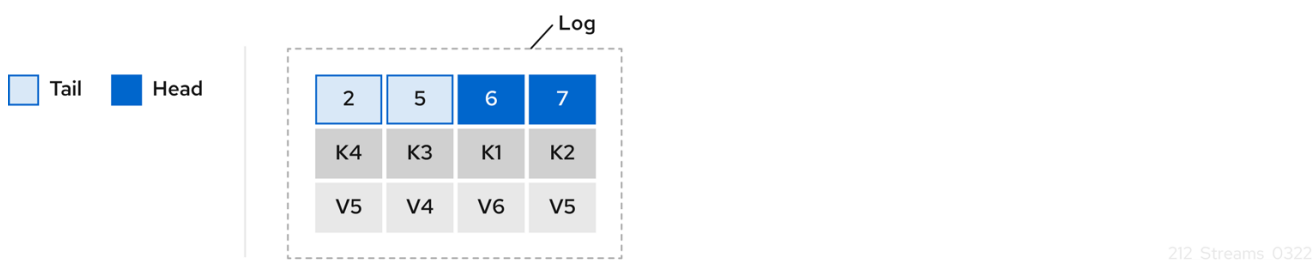 Log
Tail Head
2 5 6 7
K4 K3 K1 K2
V5 V4 V6 V5
212 Streams 0322